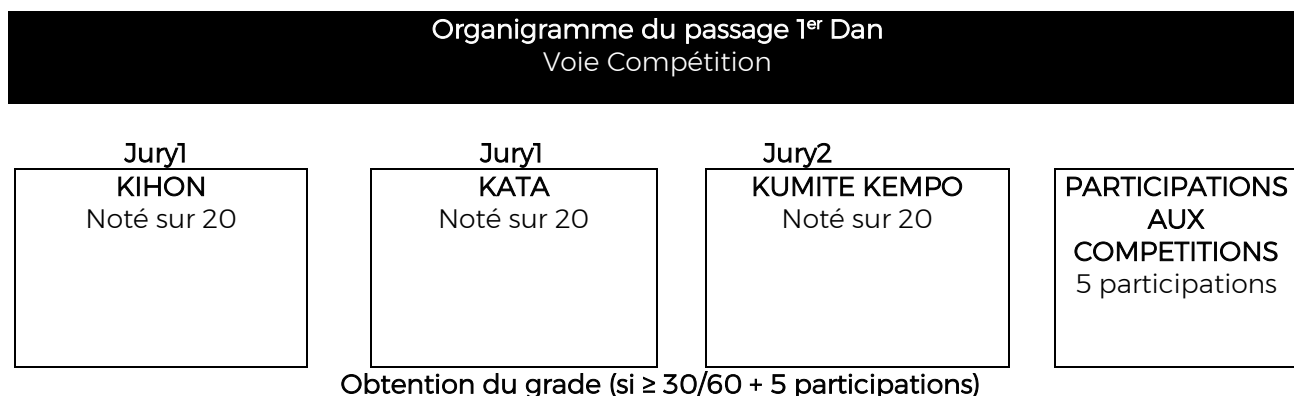 Organigramme du passage 1er Dan
Voie Compétition
Jury1
KIHON
Noté sur 20
Jury1
KATA
Noté sur 20
Jury2
KUMITE KEMPO
Noté sur 20
PARTICIPATIONS
AUX
COMPETITIONS
5 participations
Obtention du grade (si ≥ 30/60 + 5 participations)